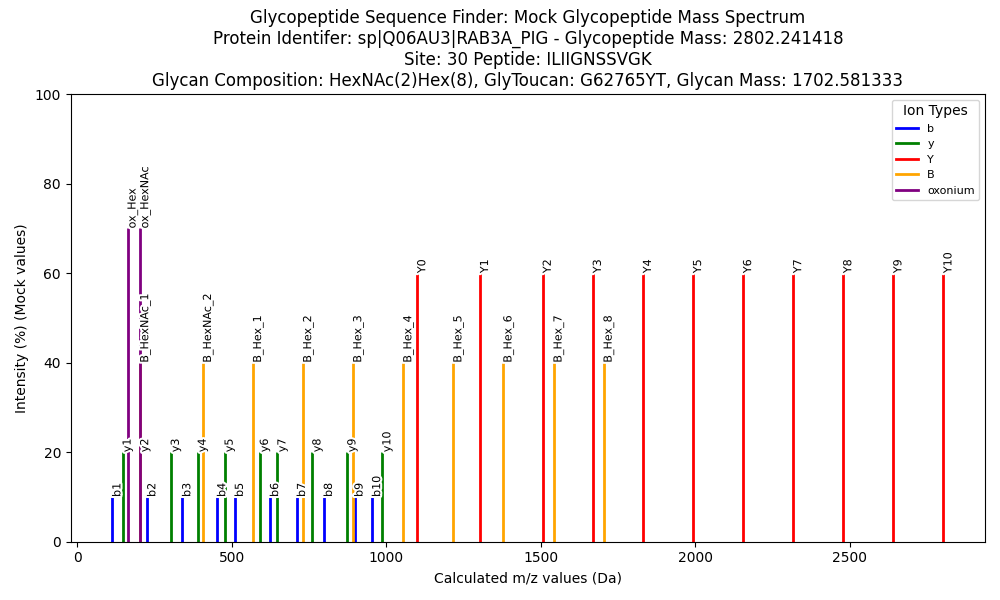 Glycopeptide Sequence Finder: Mock Glycopeptide Mass Spectrum
Protein Identifer: sp|Q06AU3|RAB3A_PIG - Glycopeptide Mass: 2802.241418
Site: 30 Peptide: ILIIGNSSVGK
Glycan Composition: HexNAc(2)Hex(8), GlyToucan: G62765YT, Glycan Mass: 1702.581333
Intensity (%) (Mock values)
100
80
60
40
20
0
Ion Types
b
y
Y
B
oxonium
ox_Hex
ox_HexNAc
Y0
Y1
Y2
Y3
Y4
Y5
Y6
Y7
Y8
Y9
Y10
B_HexNAc_1
B_HexNAc_2
B_Hex_1
B_Hex_2
B_Hex_3
B_Hex_4
B_Hex_5
B_Hex_6
B_Hex_7
B_Hex_8
y1
y2
y3
y4
y5
y6
y7
y8
y9
y10
b1
b2
b3
b4
b5
b6
b7
b8
b9
b10
0
500
1000
1500
2000
2500
Calculated m/z values (Da)